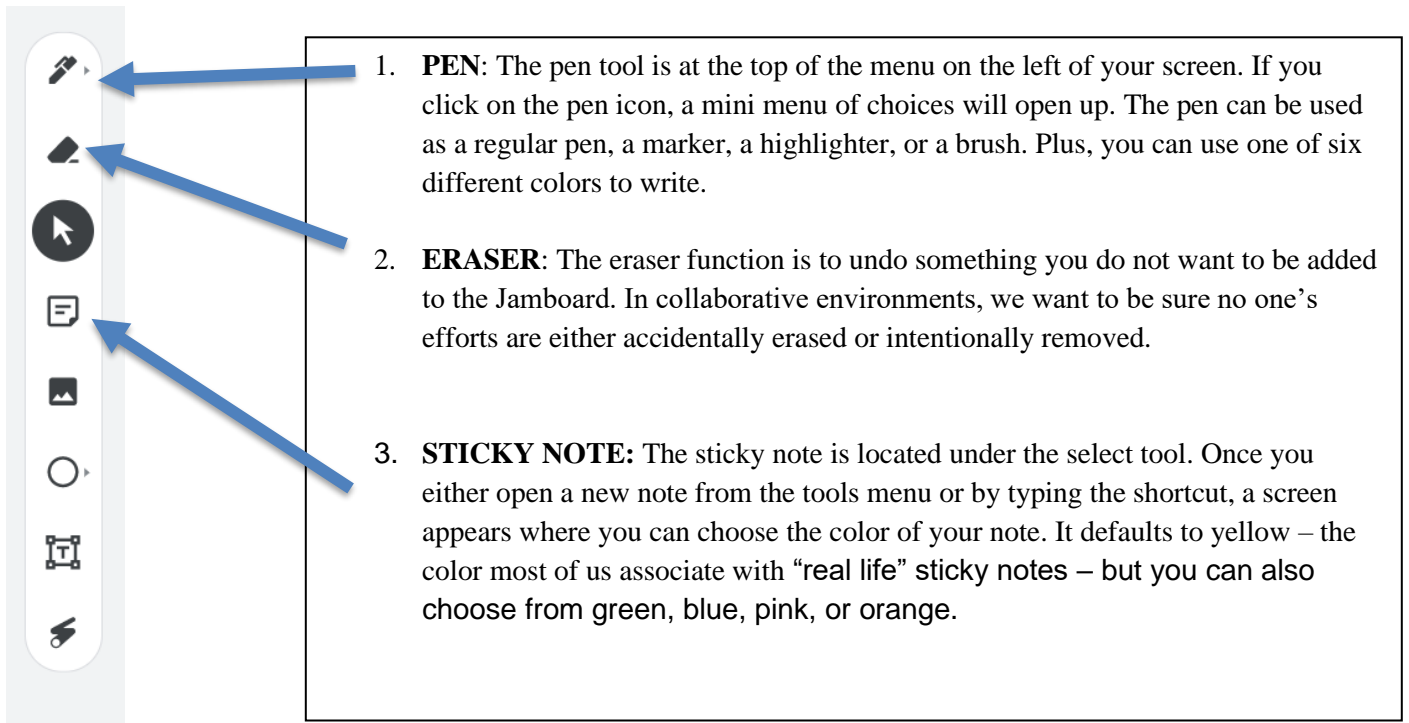 1. PEN: The pen tool is at the top of the menu on the left of your screen. If you
click on the pen icon, a mini menu of choices will open up. The pen can be used
as a regular pen, a marker, a highlighter, or a brush. Plus, you can use one of six
different colors to write.
2. ERASER: The eraser function is to undo something you do not want to be added
to the Jamboard. In collaborative environments, we want to be sure no one’s
efforts are either accidentally erased or intentionally removed.
3. STICKY NOTE: The sticky note is located under the select tool. Once you
either open a new note from the tools menu or by typing the shortcut, a screen
appears where you can choose the color of your note. It defaults to yellow – the
color most of us associate with “real life” sticky notes – but you can also
choose from green, blue, pink, or orange.